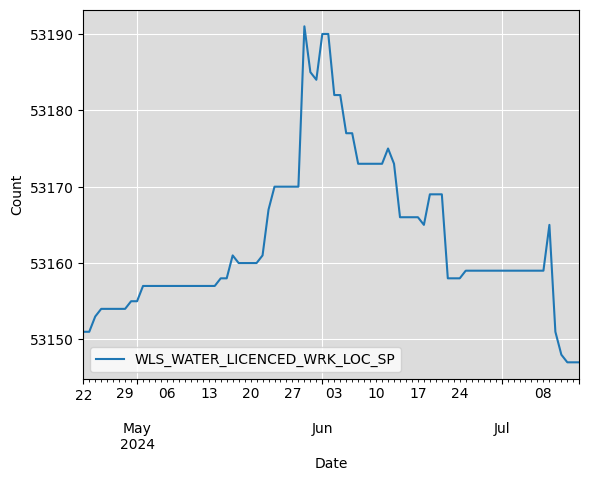 53190
53180
53170
53160
53150
Count
WLS_WATER_LICENCED_WRK_LOC_SP
22 29 06 13 20 27 03 10 17 24 08
May Jun Jul
2024
Date